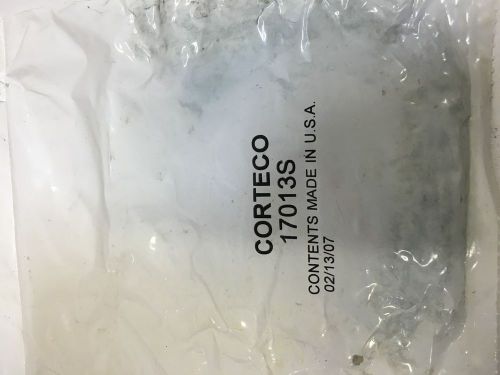 CORTECO
17013S
CONTENTS MADE IN U.S.A.
02/13/07